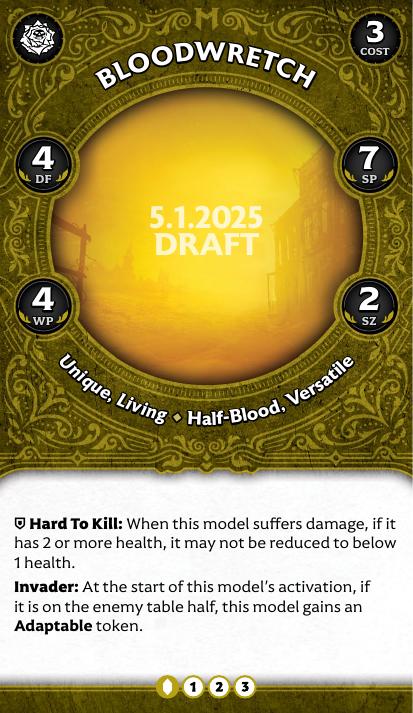 BLOODWRETCH
3
COST
4
DF
7
SP
5.1.2025
DRAFT
4
WP
2
SZ
Unique, Living ◆ Half-Blood, Versatile
Hard To Kill: When this model suffers damage, if it
has 2 or more health, it may not be reduced to below
1 health.
Invader: At the start of this model's activation, if
it is on the enemy table half, this model gains an
Adaptable token.
1 2 3